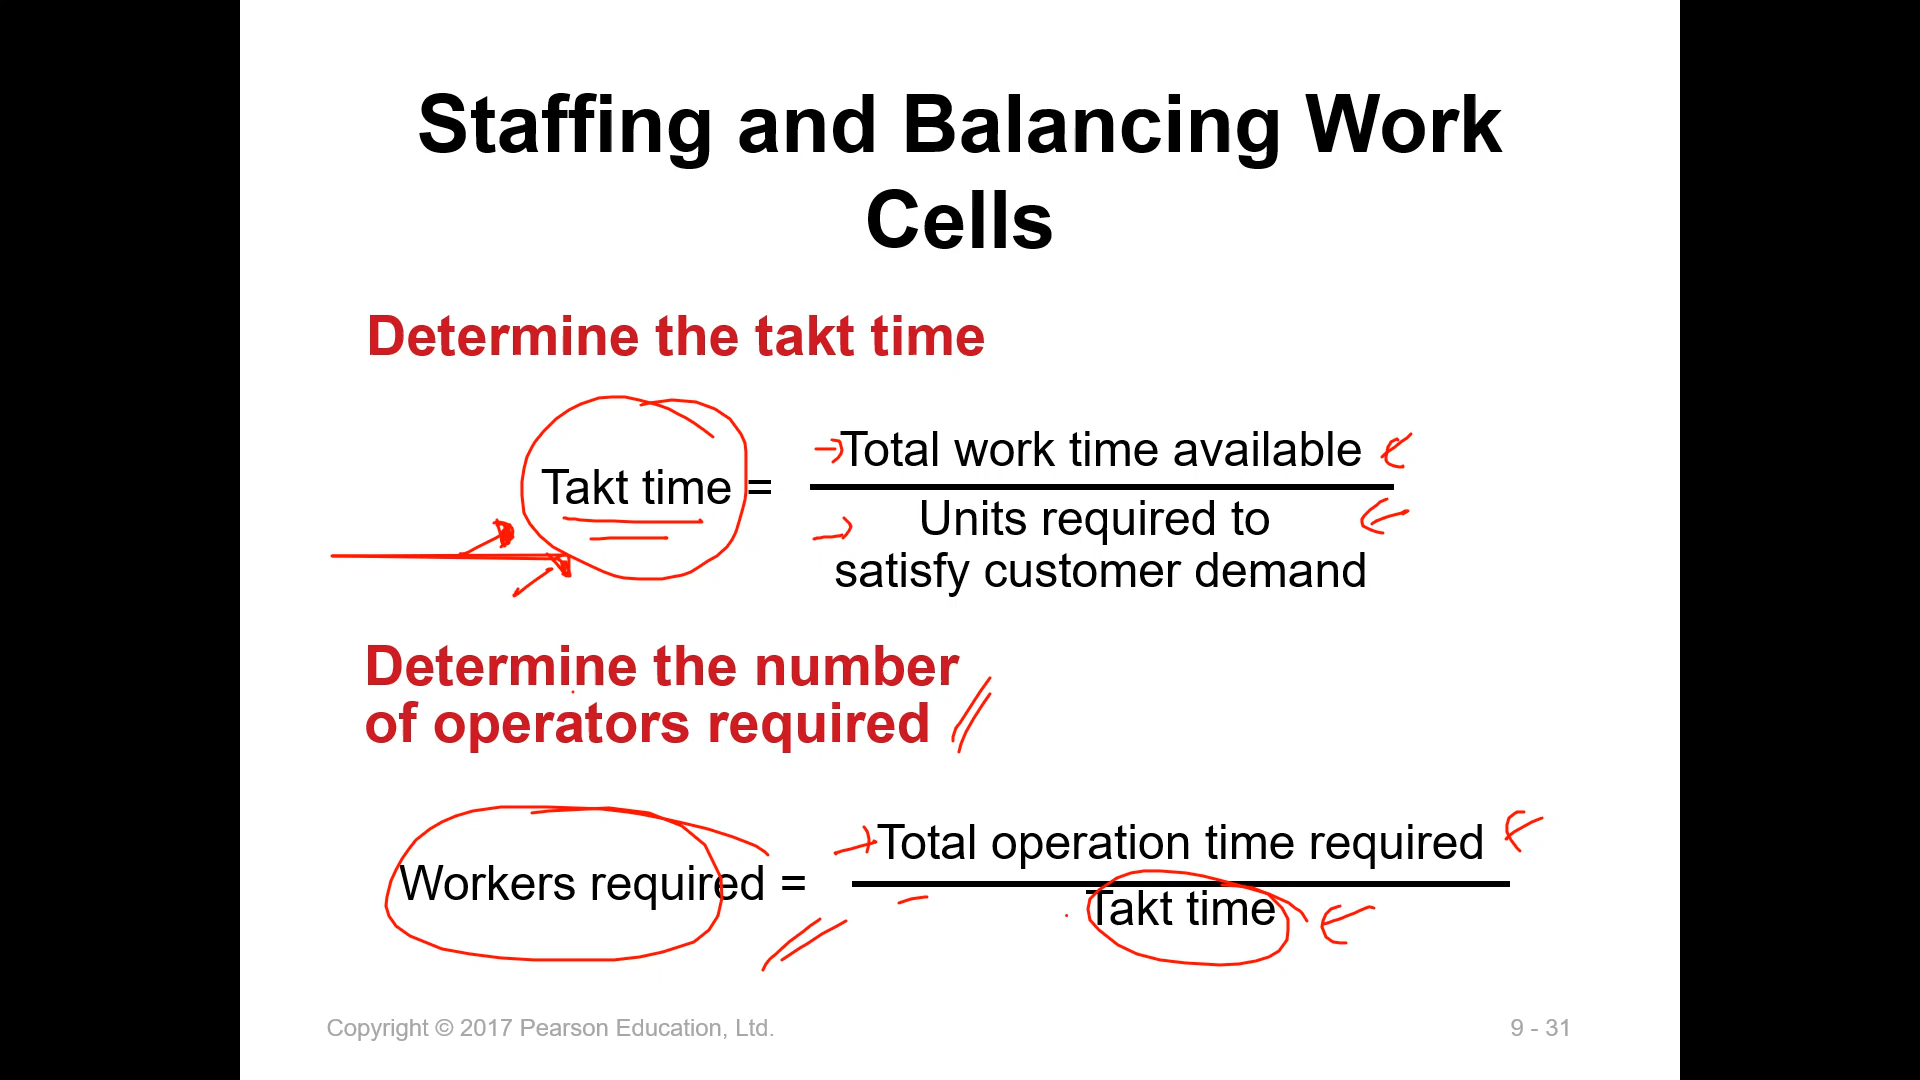 Staffing and Balancing Work
Cells
Determine the takt time
Takt time =
Total work time available
Units required to
satisfy customer demand
Determine the number
of operators required
Workers required =
Total operation time required
Takt time
Copyright © 2017 Pearson Education, Ltd.
9 - 31